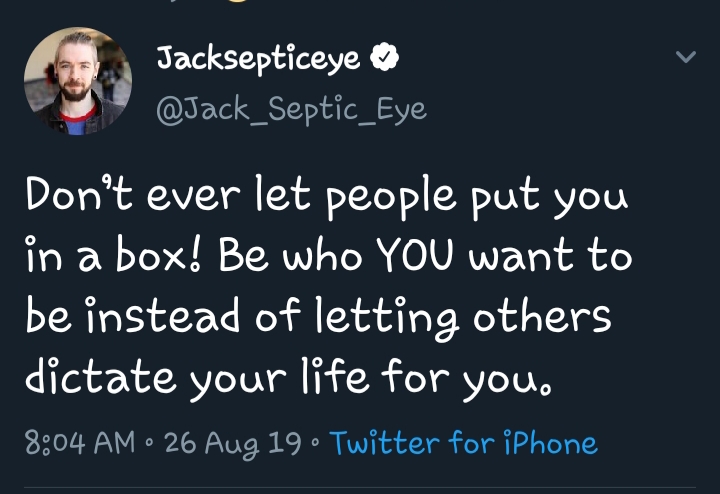 Jacksepticeye
@Jack_Septic_Eye
Don't ever let people put you
in a box! Be who YOU want to
be instead of letting others
dictate your life for you.
8:04 AM • 26 Aug 19 • Twitter for iPhone